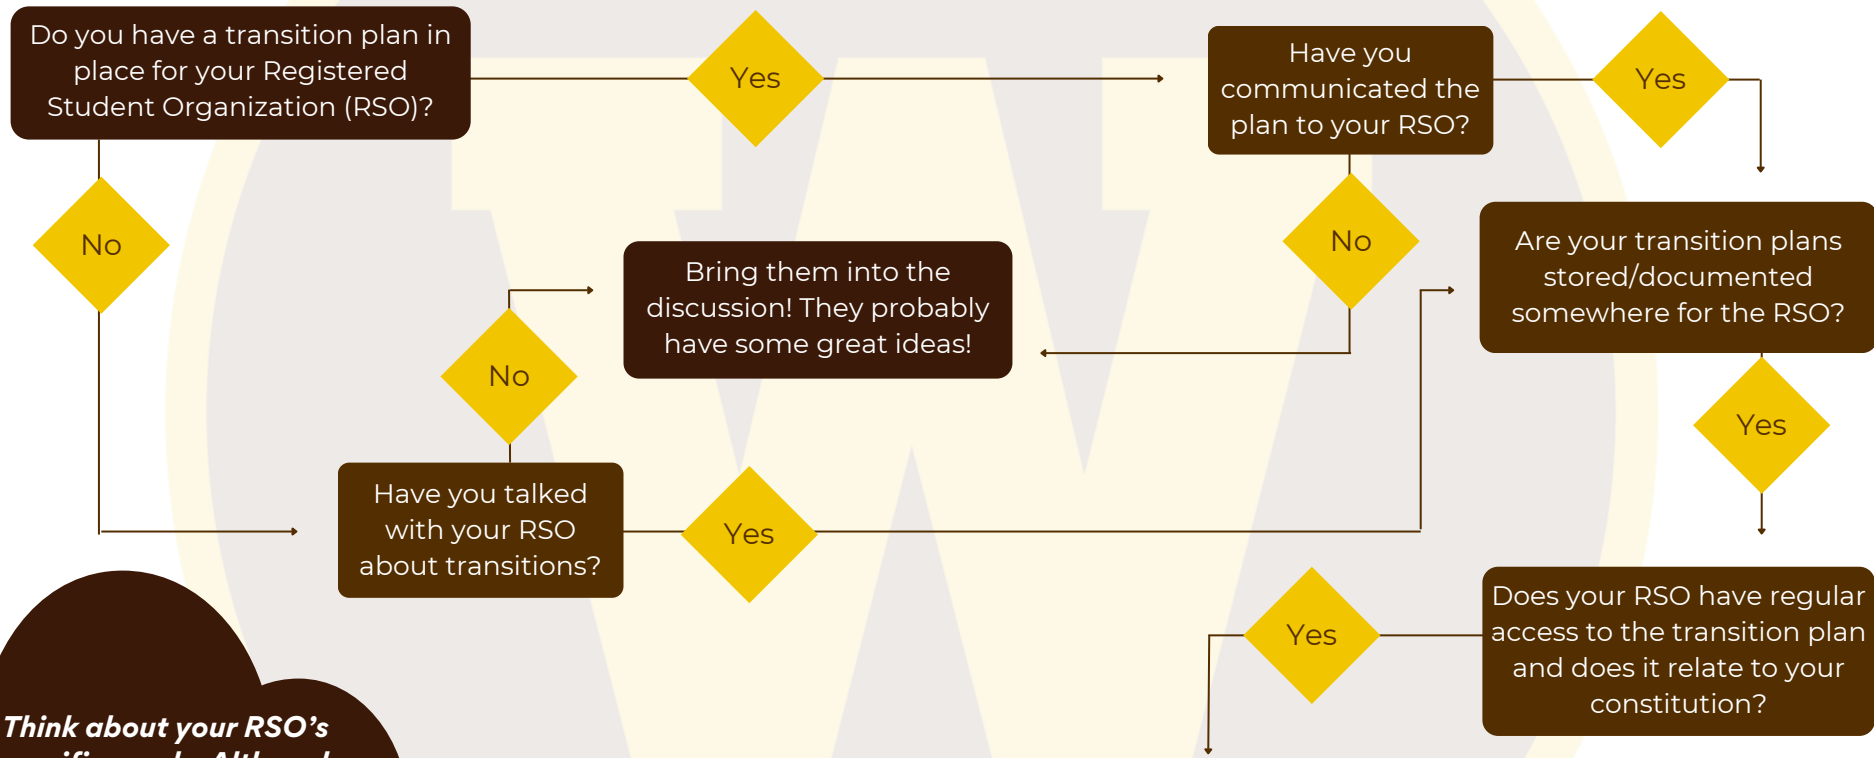 Do you have a transition plan in
place for your Registered
Student Organization (RSO)?
Yes
Have you
communicated the
plan to your RSO?
Yes
No
No
Bring them into the
discussion! They probably
have some great ideas!
Are your transition plans
stored/documented
somewhere for the RSO?
No
Yes
Have you talked
with your RSO
about transitions?
Yes
Does your RSO have regular
access to the transition plan
and does it relate to your
constitution?
Yes
Think about your RSO's
W